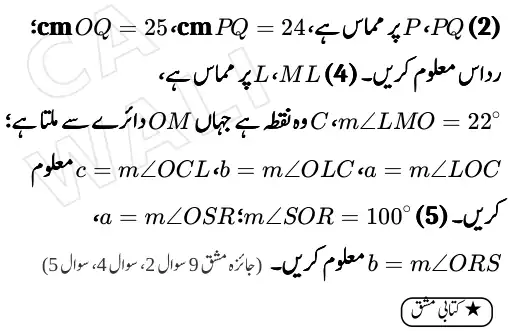 (2) PQ، P پر مماس ہے، PQ = 24 cm، OQ = 25 cm؛
رداس معلوم کریں۔ (4) ML، L پر مماس ہے،
m∠LMO = 22°، C وہ نقطہ ہے جہاں OM دائرے سے ملتا ہے؛
a = m∠LOC، b = m∠OLC، c = m∠OCL معلوم
کریں۔ (5) m∠SOR = 100°؛ a = m∠OSR،
b = m∠ORS معلوم کریں۔ (جائزہ مشق 9 سوال 2، سوال 4، سوال 5)
★ کتابی مشق
CA
WALI